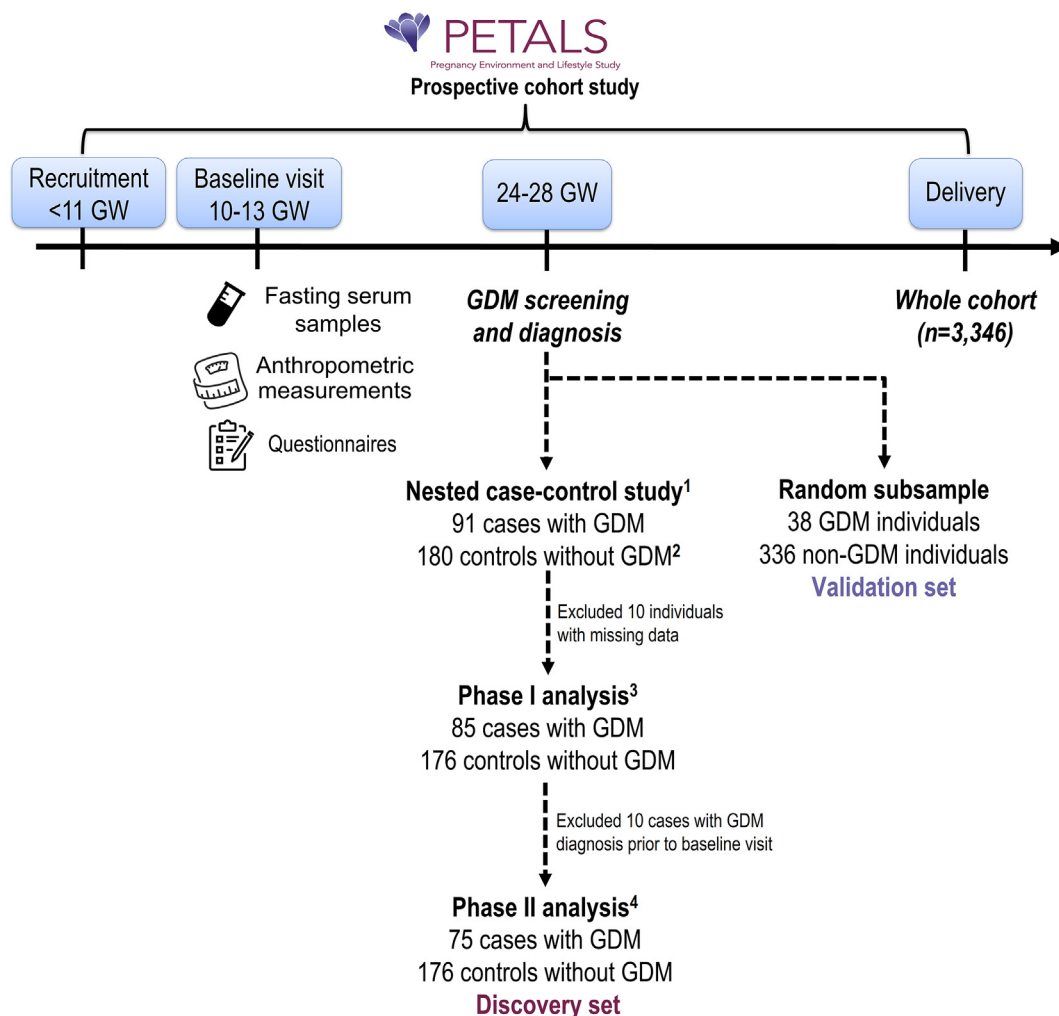 PETALS
Pregnancy Environment and Lifestyle Study
Prospective cohort study
Recruitment
<11 GW
Baseline visit
10-13 GW
24-28 GW
Delivery
Fasting serum
samples
Anthropometric
measurements
Questionnaires
GDM screening
and diagnosis
Whole cohort
(n=3,346)
Nested case-control study¹
91 cases with GDM
180 controls without GDM²
Random subsample
38 GDM individuals
336 non-GDM individuals
Validation set
Excluded 10 individuals
with missing data
Phase I analysis³
85 cases with GDM
176 controls without GDM
Excluded 10 cases with GDM
diagnosis prior to baseline visit
Phase II analysis⁴
75 cases with GDM
176 controls without GDM
Discovery set